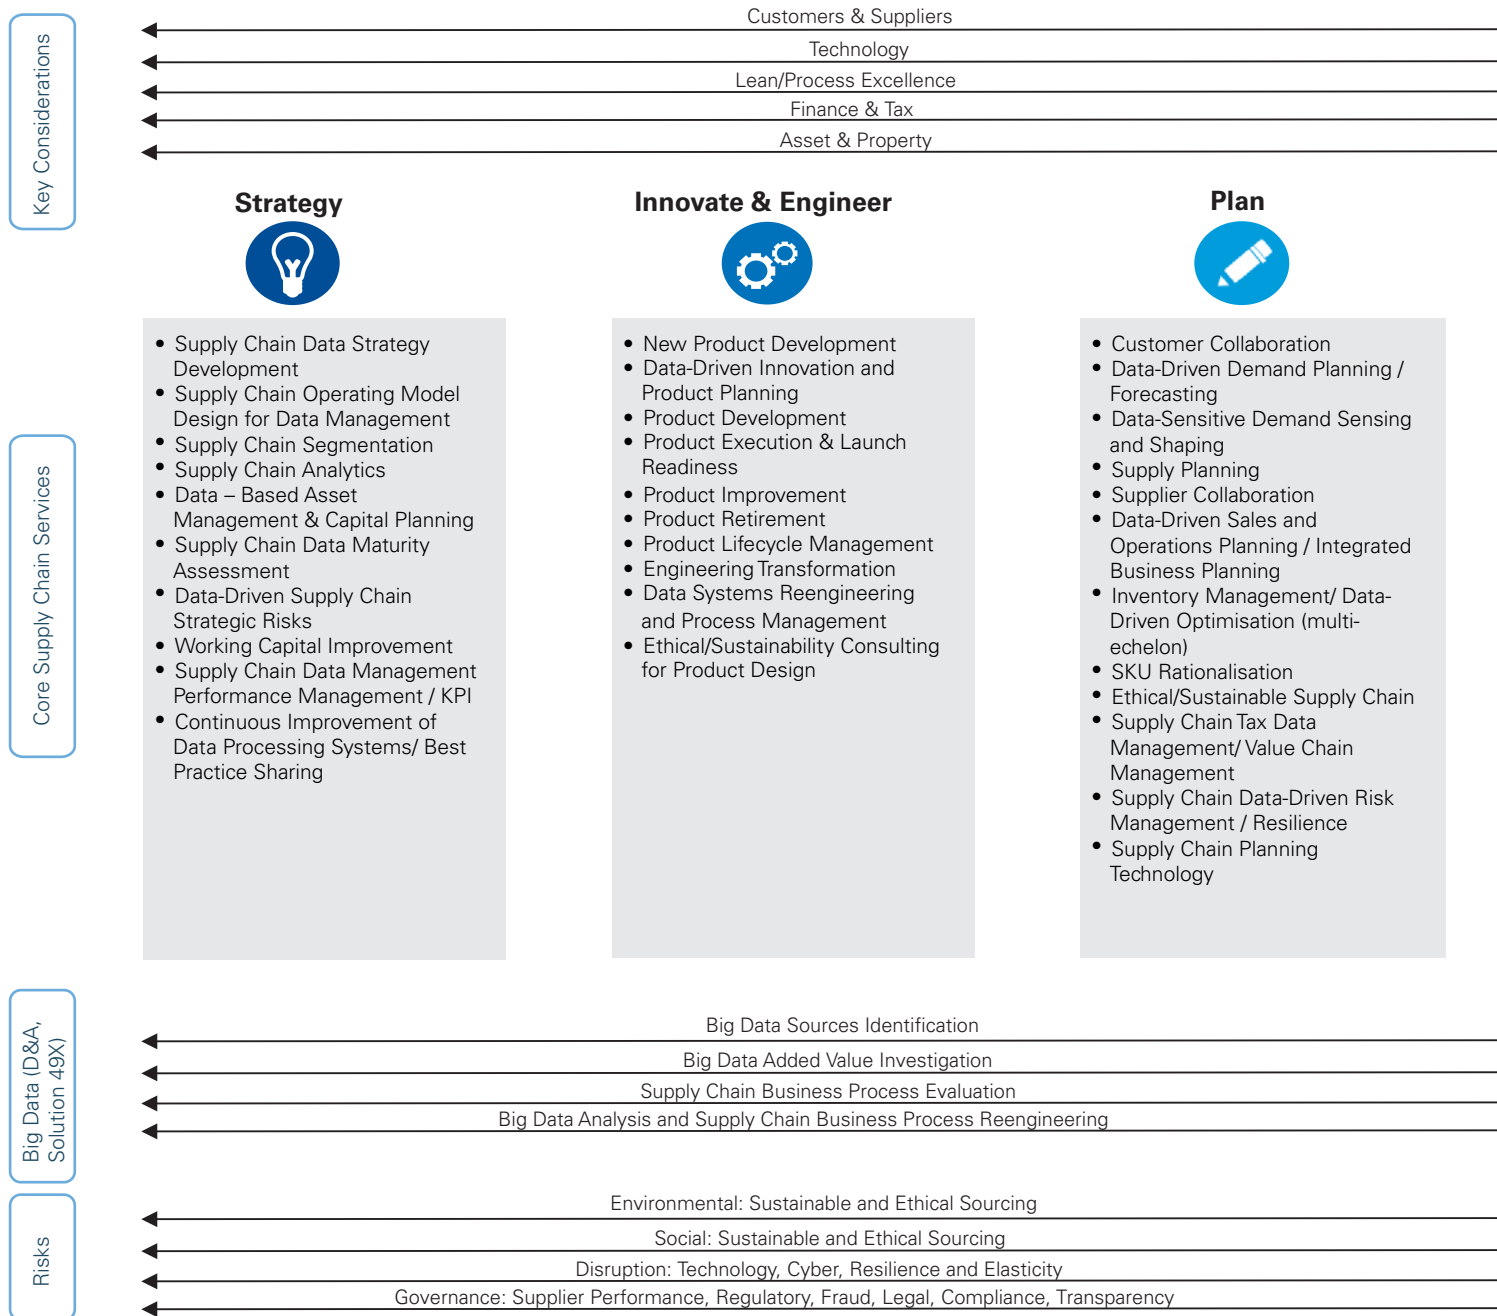 Key Considerations
Customers & Suppliers
Technology
Lean/Process Excellence
Finance & Tax
Asset & Property
Core Supply Chain Services
Strategy
• Supply Chain Data Strategy
Development
• Supply Chain Operating Model
Design for Data Management
• Supply Chain Segmentation
• Supply Chain Analytics
• Data – Based Asset
Management & Capital Planning
• Supply Chain Data Maturity
Assessment
• Data-Driven Supply Chain
Strategic Risks
• Working Capital Improvement
• Supply Chain Data Management
Performance Management / KPI
• Continuous Improvement of
Data Processing Systems/ Best
Practice Sharing
Innovate & Engineer
• New Product Development
• Data-Driven Innovation and
Product Planning
• Product Development
• Product Execution & Launch
Readiness
• Product Improvement
• Product Retirement
• Product Lifecycle Management
• Engineering Transformation
• Data Systems Reengineering
and Process Management
• Ethical/Sustainability Consulting
for Product Design
Plan
• Customer Collaboration
• Data-Driven Demand Planning /
Forecasting
• Data-Sensitive Demand Sensing
and Shaping
• Supply Planning
• Supplier Collaboration
• Data-Driven Sales and
Operations Planning / Integrated
Business Planning
• Inventory Management/ Data-
Driven Optimisation (multi-
echelon)
• SKU Rationalisation
• Ethical/Sustainable Supply Chain
• Supply Chain Tax Data
Management/ Value Chain
Management
• Supply Chain Data-Driven Risk
Management / Resilience
• Supply Chain Planning
Technology
Big Data (D&A,
Solution 49X)
Big Data Sources Identification
Big Data Added Value Investigation
Supply Chain Business Process Evaluation
Big Data Analysis and Supply Chain Business Process Reengineering
Risks
Environmental: Sustainable and Ethical Sourcing
Social: Sustainable and Ethical Sourcing
Disruption: Technology, Cyber, Resilience and Elasticity
Governance: Supplier Performance, Regulatory, Fraud, Legal, Compliance, Transparency